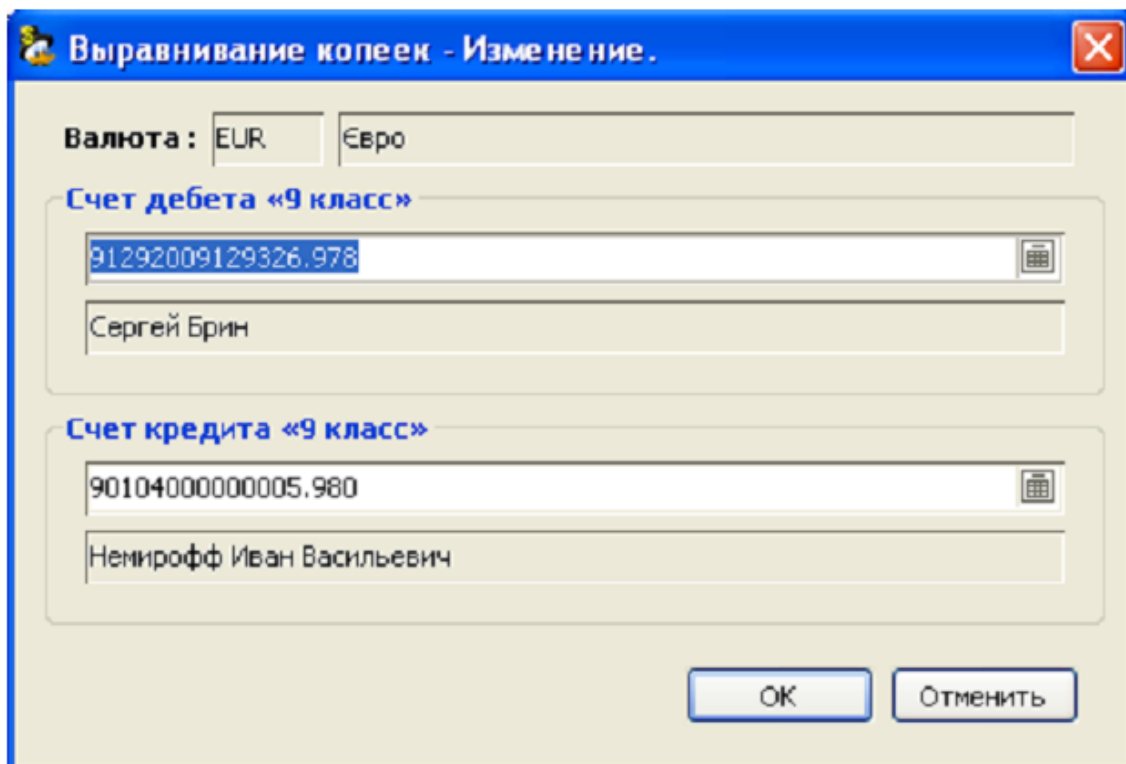 Выравнивание копеек - Изменение.
Валюта: EUR Євро
Счет дебета «9 класс»
91292009129326.978
Сергей Брин
Счет кредита «9 класс»
90104000000005.980
Немирофф Иван Васильевич
ОК Отменить